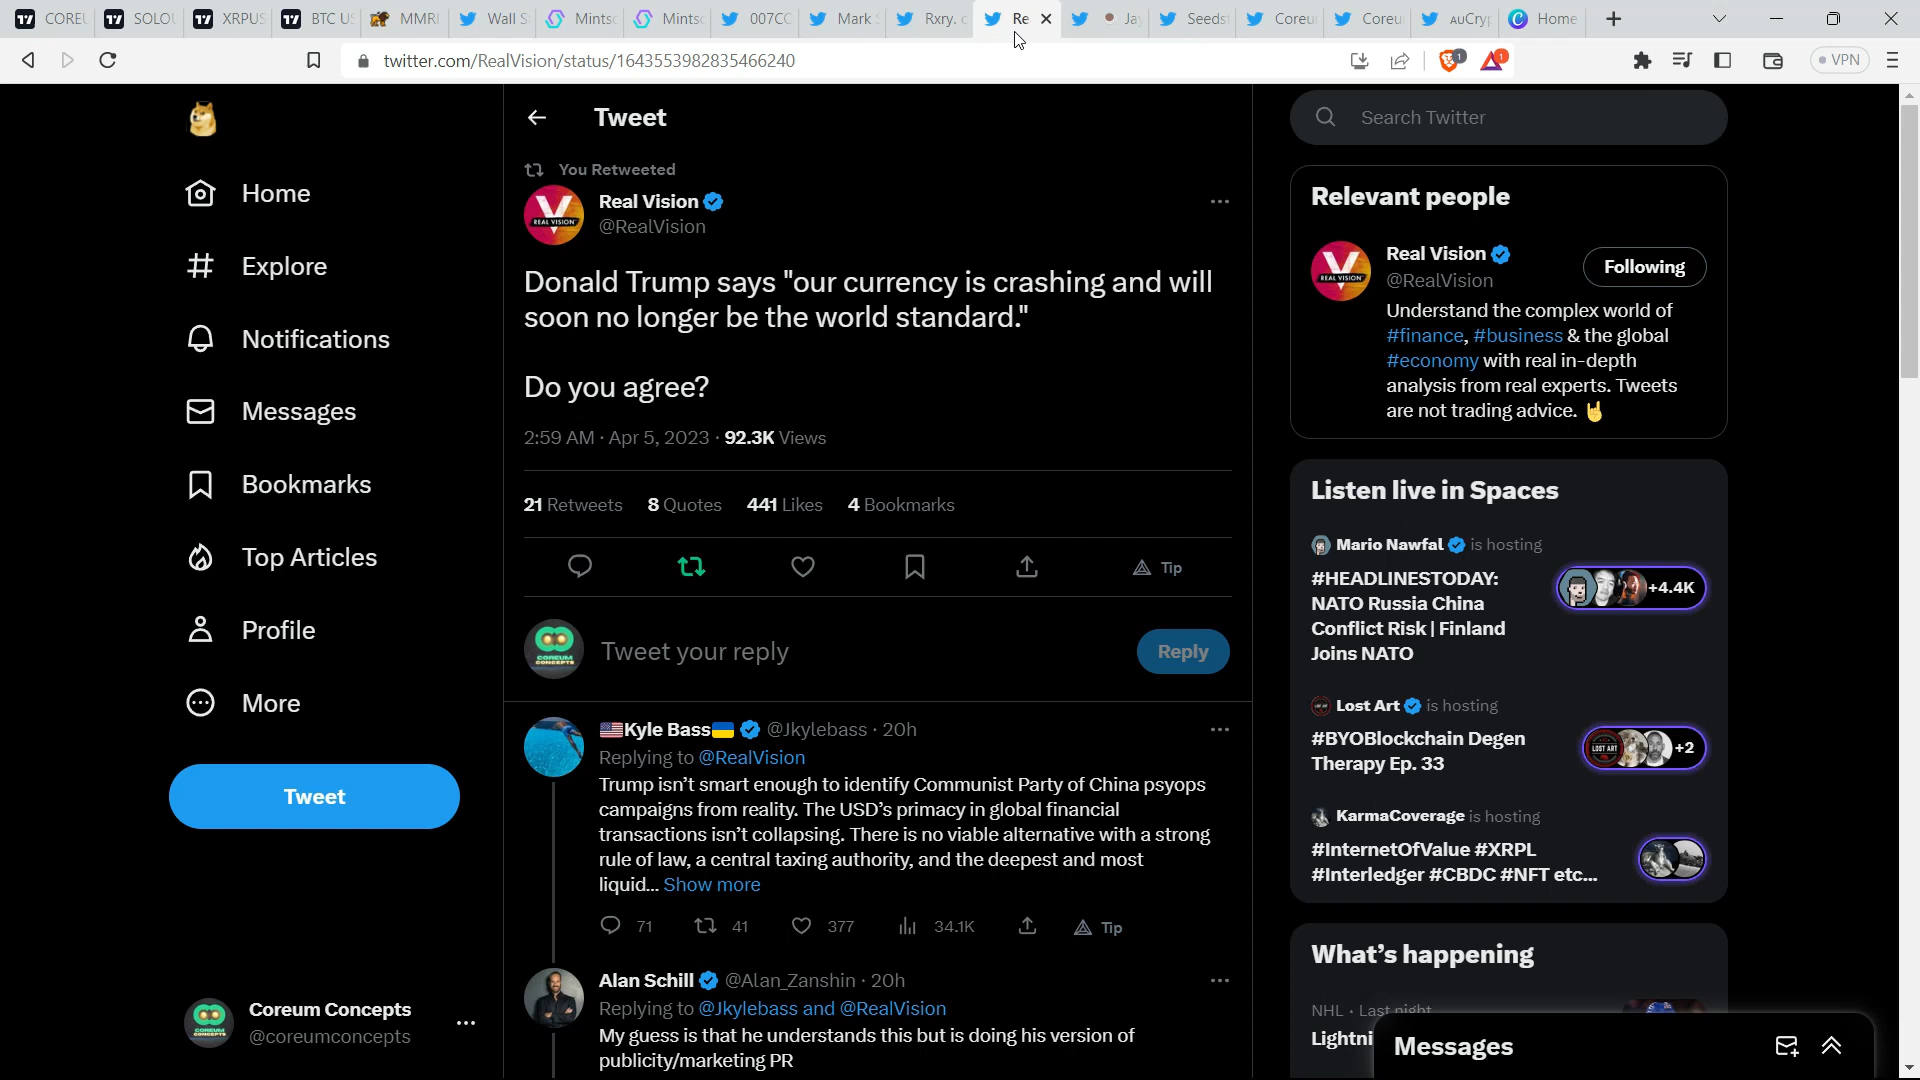 COREU
SOLOU
XRPUS
BTC US
MMRI
Wall S
Mintsc
Mintsc
007CC
Mark S
Rxry. c
Re
Jay
Seedst
Coreu
Coreu
AuCryp
Home
twitter.com/RealVision/status/1643553982835466240
1
1
VPN
Home
Explore
Notifications
Messages
Bookmarks
Top Articles
Profile
More
Tweet
Coreum Concepts
@coreumconcepts
Tweet
You Retweeted
Real Vision
@RealVision
Donald Trump says "our currency is crashing and will
soon no longer be the world standard."
Do you agree?
2:59 AM · Apr 5, 2023 · 92.3K Views
21 Retweets 8 Quotes 441 Likes 4 Bookmarks
Tip
Tweet your reply
Reply
Kyle Bass @Jkylebass · 20h
Replying to @RealVision
Trump isn’t smart enough to identify Communist Party of China psyops
campaigns from reality. The USD’s primacy in global financial
transactions isn’t collapsing. There is no viable alternative with a strong
rule of law, a central taxing authority, and the deepest and most
liquid... Show more
71 41 377 34.1K Tip
Alan Schill @Alan_Zanshin · 20h
Replying to @Jkylebass and @RealVision
My guess is that he understands this but is doing his version of
publicity/marketing PR
Search Twitter
Relevant people
Real Vision
@RealVision
Following
Understand the complex world of
#finance, #business & the global
#economy with real in-depth
analysis from real experts. Tweets
are not trading advice.
Listen live in Spaces
Mario Nawfal is hosting
#HEADLINESTODAY:
NATO Russia China
Conflict Risk | Finland
Joins NATO
+4.4K
Lost Art is hosting
#BYOBlockchain Degen
Therapy Ep. 33
+2
KarmaCoverage is hosting
#InternetOfValue #XRPL
#Interledger #CBDC #NFT etc...
What’s happening
NHL · Last night
Lightni
Messages